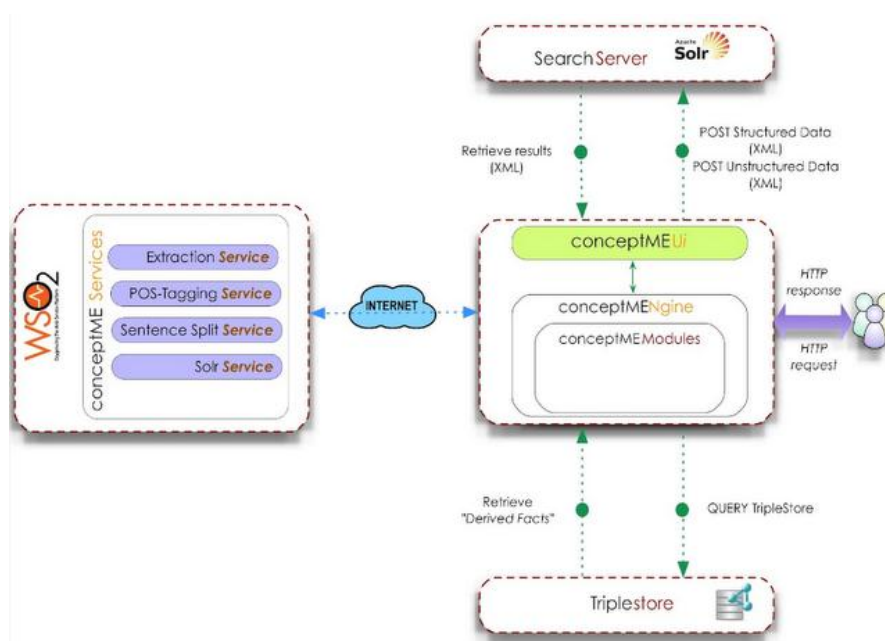 SearchServer
Apache
Solr
Retrieve results
(XML)
POST Structured Data
(XML)
POST Unstructured Data
(XML)
WSO2
conceptME Services
Extraction Service
POS-Tagging Service
Sentence Split Service
Solr Service
INTERNET
conceptMEUi
conceptMENgine
conceptMEModules
HTTP
response
HTTP
request
Retrieve
"Derived Facts"
QUERY TripleStore
Triplestore